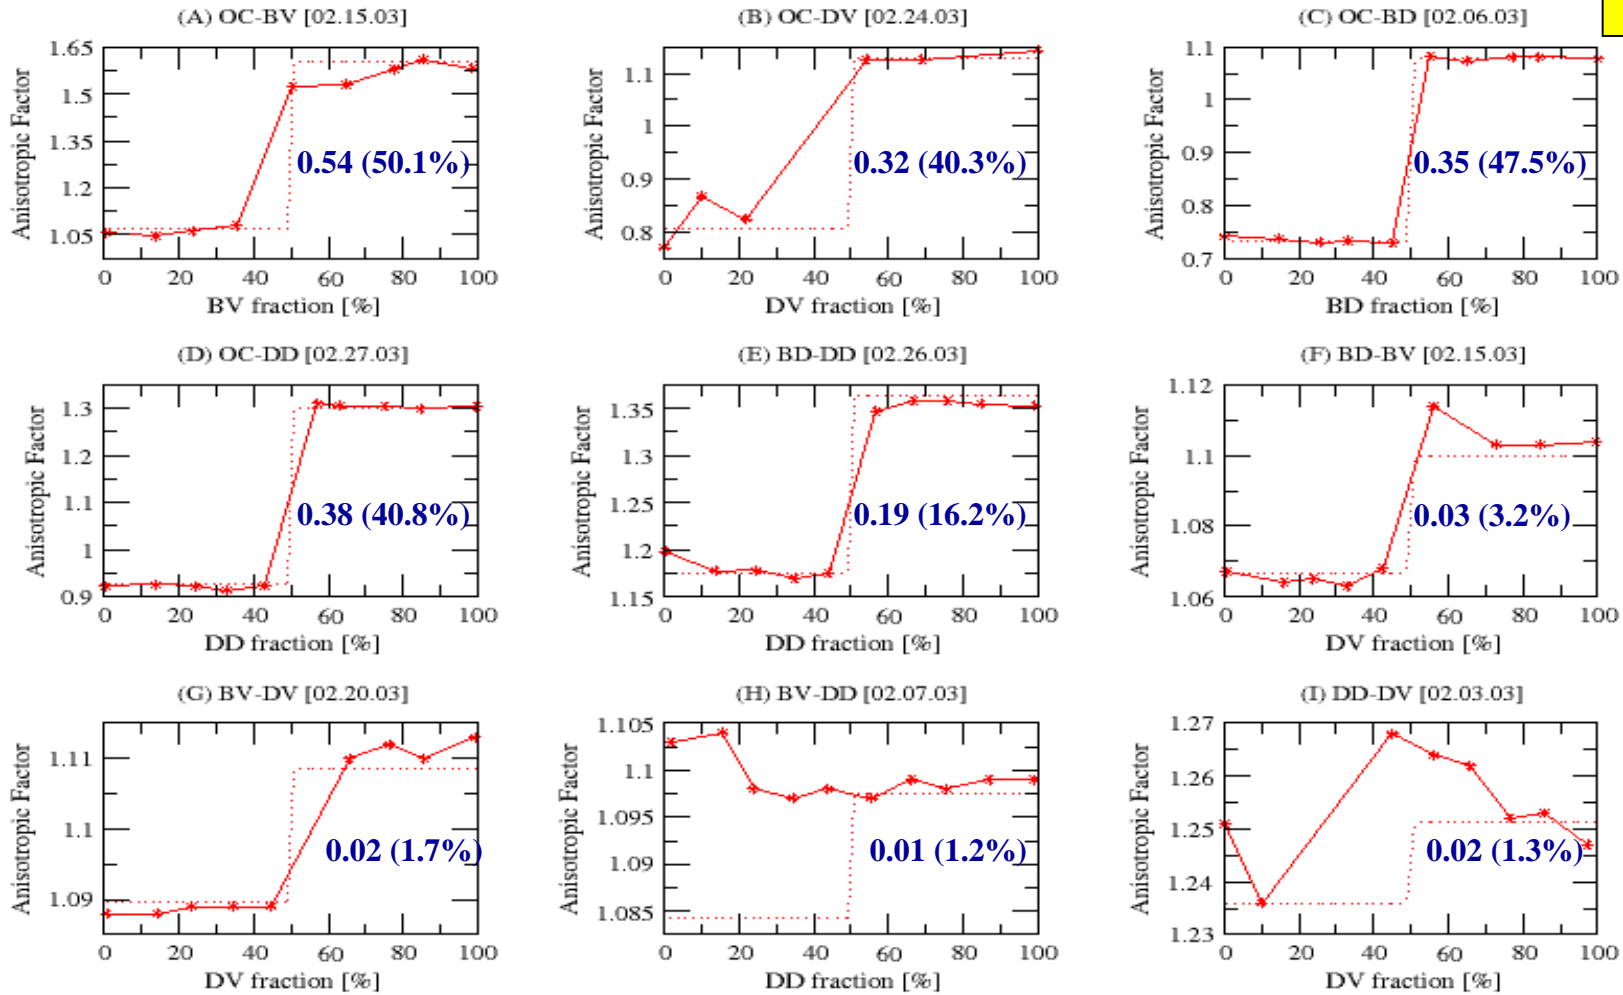 (A) OC-BV [02.15.03]
Anisotropic Factor
1.65
1.5
1.35
1.2
1.05
0.54 (50.1%)
0 20 40 60 80 100
BV fraction [%]
(B) OC-DV [02.24.03]
Anisotropic Factor
1.1
1
0.9
0.8
0.32 (40.3%)
0 20 40 60 80 100
DV fraction [%]
(C) OC-BD [02.06.03]
Anisotropic Factor
1.1
1
0.9
0.8
0.7
0.35 (47.5%)
0 20 40 60 80 100
BD fraction [%]
(D) OC-DD [02.27.03]
Anisotropic Factor
1.3
1.2
1.1
1
0.9
0.38 (40.8%)
0 20 40 60 80 100
DD fraction [%]
(E) BD-DD [02.26.03]
Anisotropic Factor
1.35
1.3
1.25
1.2
1.15
0.19 (16.2%)
0 20 40 60 80 100
DD fraction [%]
(F) BD-BV [02.15.03]
Anisotropic Factor
1.12
1.1
1.08
1.06
0.03 (3.2%)
0 20 40 60 80 100
DV fraction [%]
(G) BV-DV [02.20.03]
Anisotropic Factor
1.11
1.1
1.09
0.02 (1.7%)
0 20 40 60 80 100
DV fraction [%]
(H) BV-DD [02.07.03]
Anisotropic Factor
1.105
1.1
1.095
1.09
1.085
0.01 (1.2%)
0 20 40 60 80 100
DD fraction [%]
(I) DD-DV [02.03.03]
Anisotropic Factor
1.27
1.26
1.25
1.24
1.23
0.02 (1.3%)
0 20 40 60 80 100
DV fraction [%]